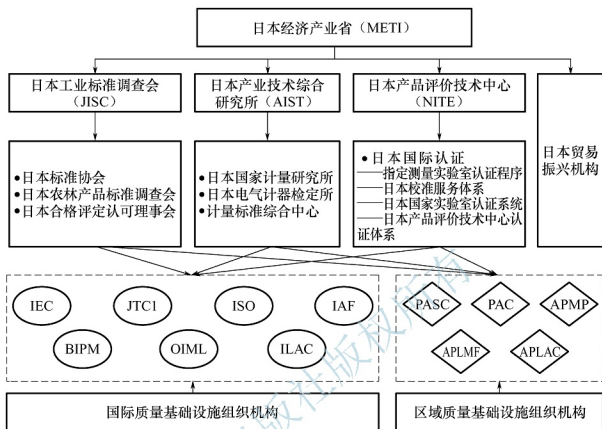 日本经济产业省（METI）
日本工业标准调查会
（JISC）
日本产业技术综合
研究所（AIST）
日本产品评价技术中心
（NITE）
日本贸易
振兴机构
●日本标准协会
●日本农林产品标准调查会
●日本合格评定认可理事会
●日本国家计量研究所
●日本电气计器检定所
●计量标准综合中心
●日本国际认证
——指定测量实验室认证程序
——日本校准服务体系
——日本国家实验室认证系统
——日本产品评价技术中心认
证体系
IEC
JTC1
ISO
IAF
BIPM
OIML
ILAC
PASC
PAC
APMP
APLMF
APLAC
国际质量基础设施组织机构
区域质量基础设施组织机构
版社版权所有